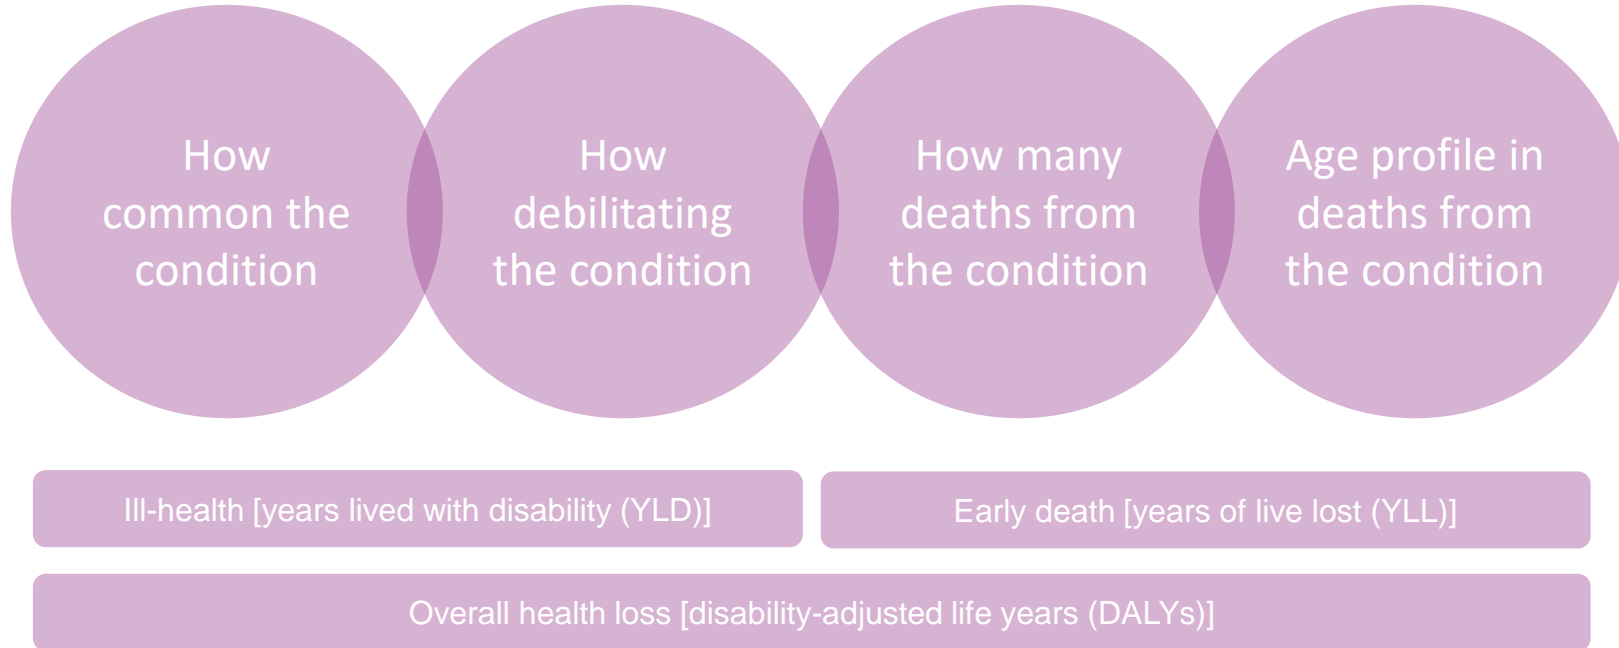 How
common the
condition
How
debilitating
the condition
How many
deaths from
the condition
Age profile in
deaths from
the condition
Ill-health [years lived with disability (YLD)]
Early death [years of live lost (YLL)]
Overall health loss [disability-adjusted life years (DALYs)]